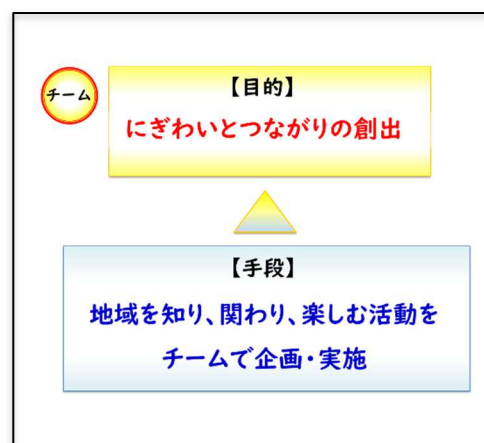 チーム
【目的】
にぎわいとつながりの創出
【手段】
地域を知り、関わり、楽しむ活動を
チームで企画・実施